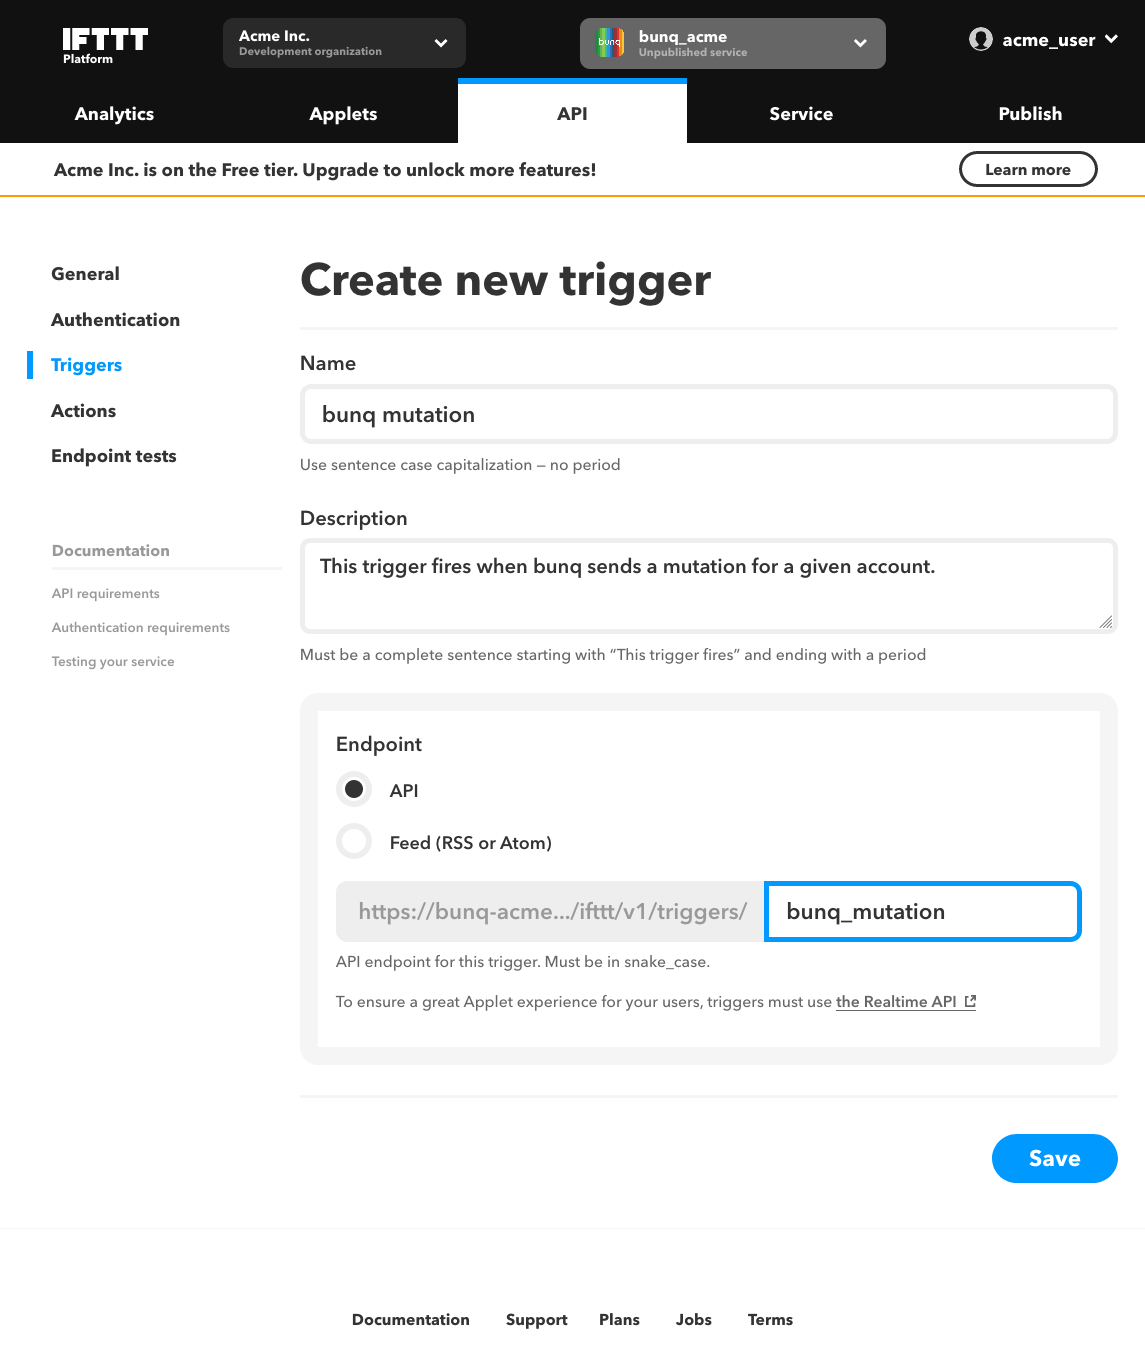 IFTTT
Platform
Acme Inc.
Development organization
bunq
bunq_acme
Unpublished service
acme_user
Analytics
Applets
API
Service
Publish
Acme Inc. is on the Free tier. Upgrade to unlock more features!
Learn more
General
Authentication
Triggers
Actions
Endpoint tests
Documentation
API requirements
Authentication requirements
Testing your service
Create new trigger
Name
bunq mutation
Use sentence case capitalization – no period
Description
This trigger fires when bunq sends a mutation for a given account.
Must be a complete sentence starting with “This trigger fires” and ending with a period
Endpoint
API
Feed (RSS or Atom)
https://bunq-acme.../ifttt/v1/triggers/ bunq_mutation
API endpoint for this trigger. Must be in snake_case.
To ensure a great Applet experience for your users, triggers must use the Realtime API
Save
Documentation
Support
Plans
Jobs
Terms